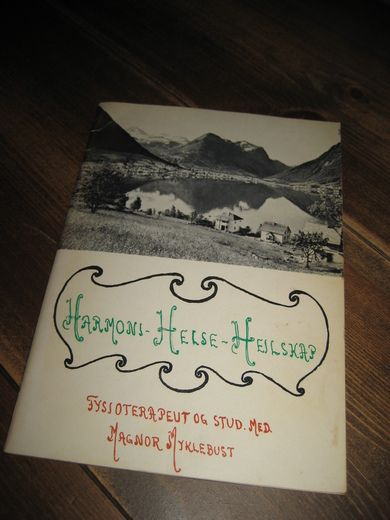 HARMONI - HELSE - HEILSKAP
FYSIOTERAPEUT OG STUD. MED.
MAGNOR MYKLEBUST